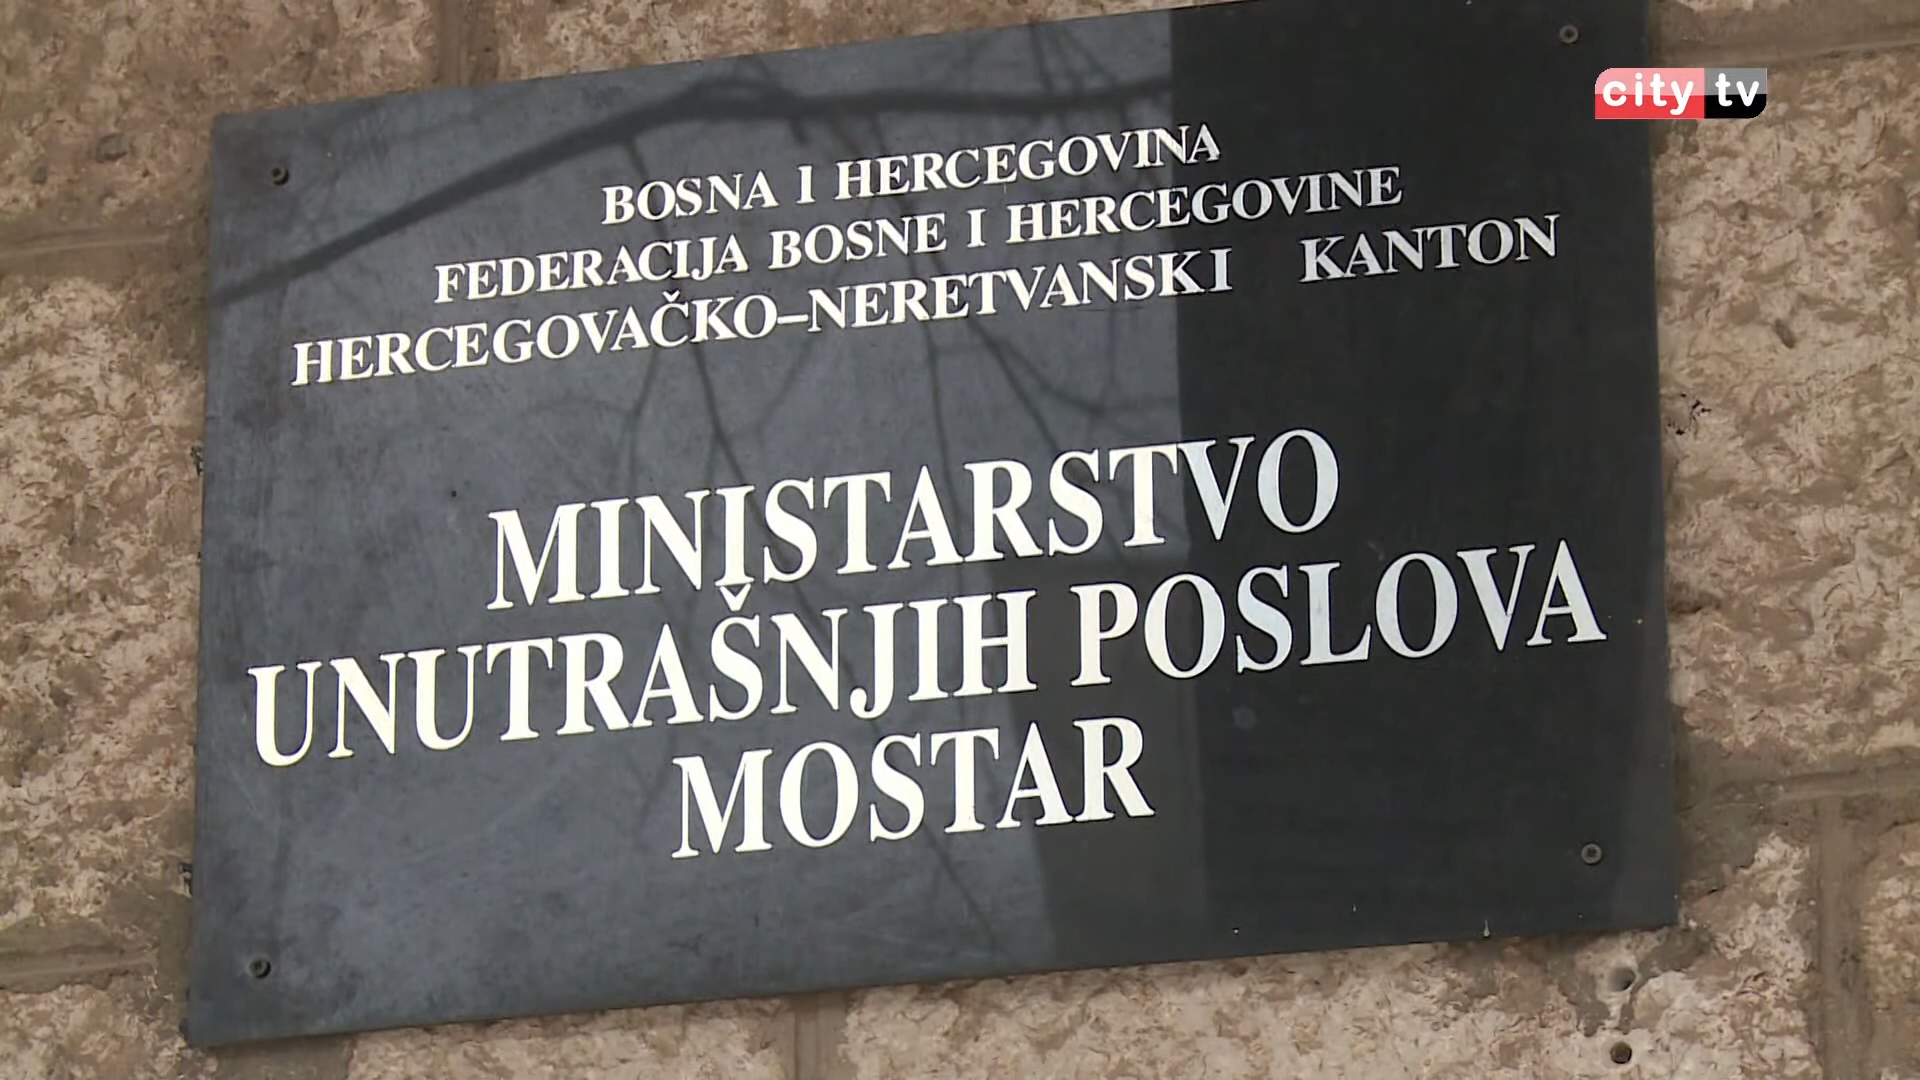 city tv
BOSNA I HERCEGOVINA
FEDERACIJA BOSNE I HERCEGOVINE
HERCEGOVAČKO–NERETVANSKI KANTON
MINISTARSTVO
UNUTRAŠNJIH POSLOVA
MOSTAR